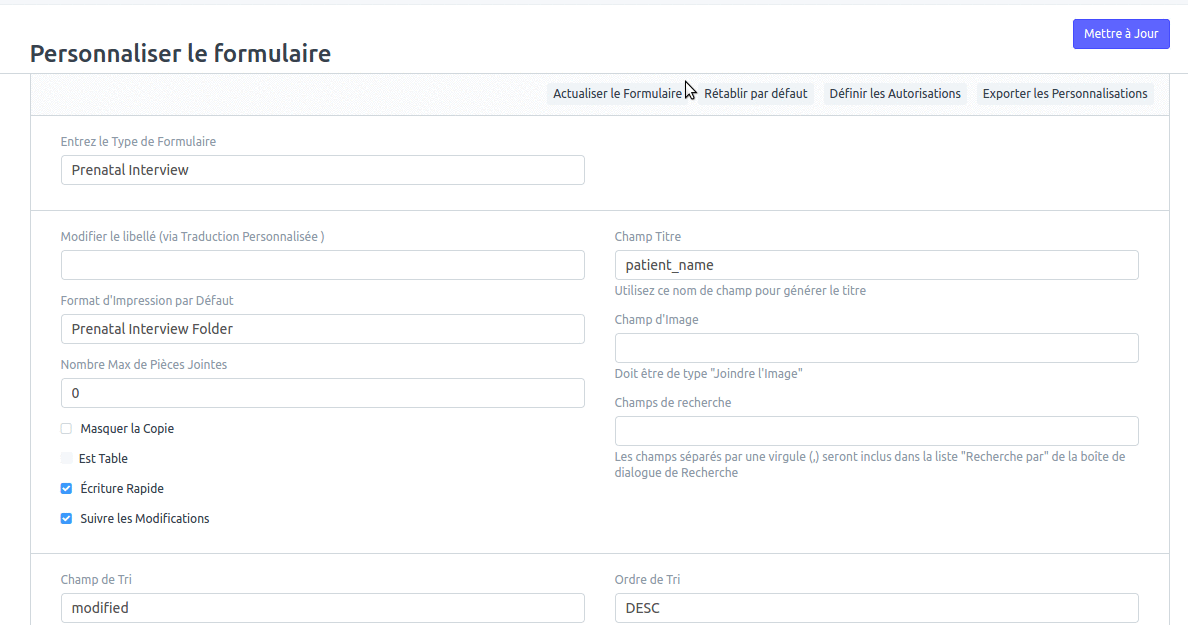 Mettre à Jour
Personnaliser le formulaire
Actualiser le Formulaire
Rétablir par défaut
Définir les Autorisations
Exporter les Personnalisations
Entrez le Type de Formulaire
Prenatal Interview
Modifier le libellé (via Traduction Personnalisée )
Format d'Impression par Défaut
Prenatal Interview Folder
Nombre Max de Pièces Jointes
0
Masquer la Copie
Est Table
Écriture Rapide
Suivre les Modifications
Champ Titre
patient_name
Utilisez ce nom de champ pour générer le titre
Champ d'Image
Doit être de type "Joindre l'Image"
Champs de recherche
Les champs séparés par une virgule (,) seront inclus dans la liste "Recherche par" de la boîte de
dialogue de Recherche
Champ de Tri
modified
Ordre de Tri
DESC